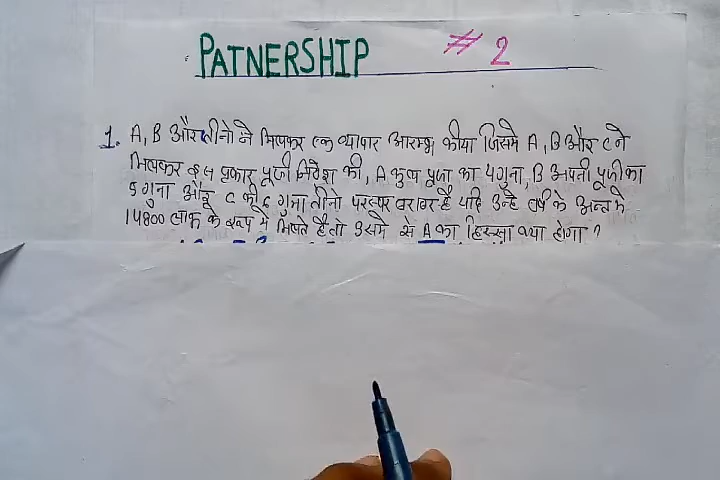 PATNERSHIP # 2
1. A, B और तीनो ने मिलकर एक व्यापार आरम्भ कीया जिसमे A, B और C ने
मिलकर इस प्रकार पूजी निवेश की, A कुल पूजी का 4 गुना, B अपनी पूजी का
5 गुना और C की 6 गुना तीनो परस्पर बराबर है यदि उन्हे वर्ष के अन्त मे
14800 लाभ के रूप में मिलते है तो उसमे से A का हिस्सा क्या होगा ?